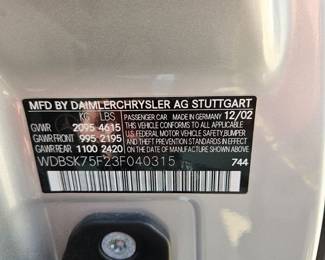 MFD BY DAIMLERCHRYSLER AG STUTTGART
KG LBS PASSENGER CAR MADE IN GERMANY 12/02
GVWR 2095 4615 THIS VEHICLE CONFORMS TO ALL APPLICABLE
GAWR FRONT 995 2195 U.S. FEDERAL MOTOR VEHICLE SAFETY, BUMPER,
GAWR REAR 1100 2420 AND THEFT PREVENTION STANDARDS IN EFFECT
WDBSK75F23F040315 ON THE DATE OF MANUFACTURE SHOWN ABOVE
744